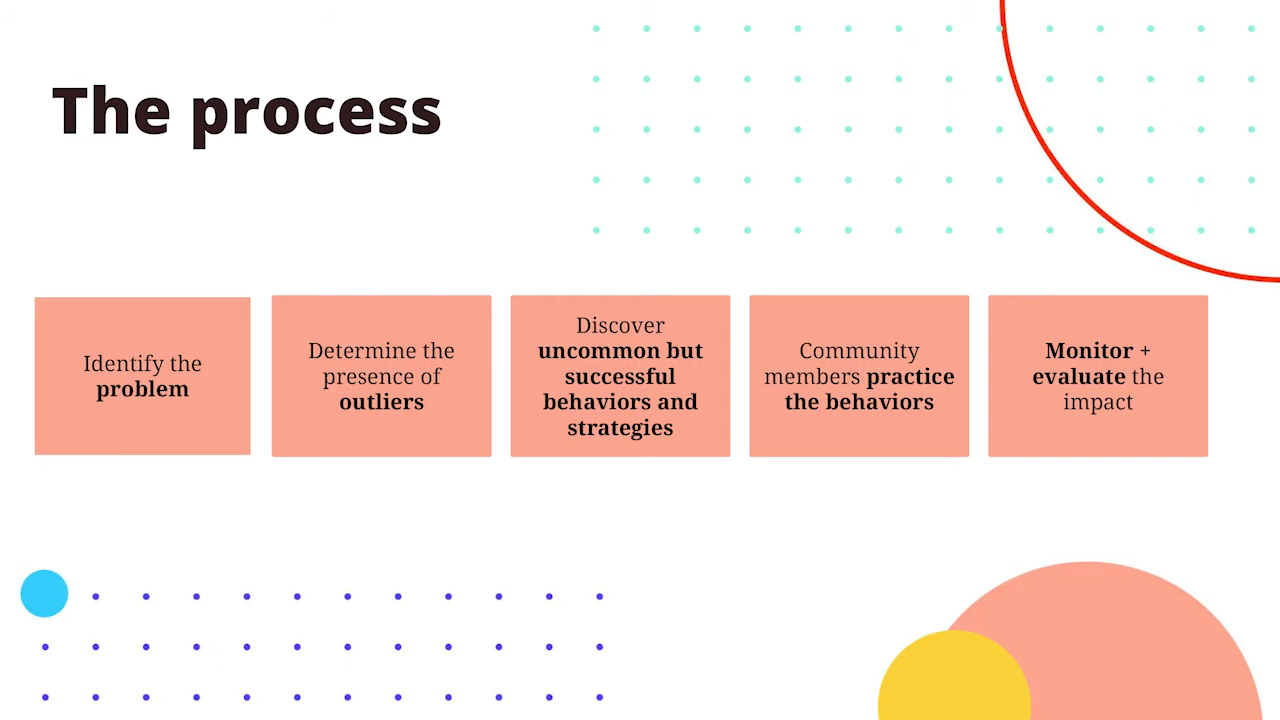 The process
Identify the
problem
Determine the
presence of
outliers
Discover
uncommon but
successful
behaviors and
strategies
Community
members practice
the behaviors
Monitor +
evaluate the
impact